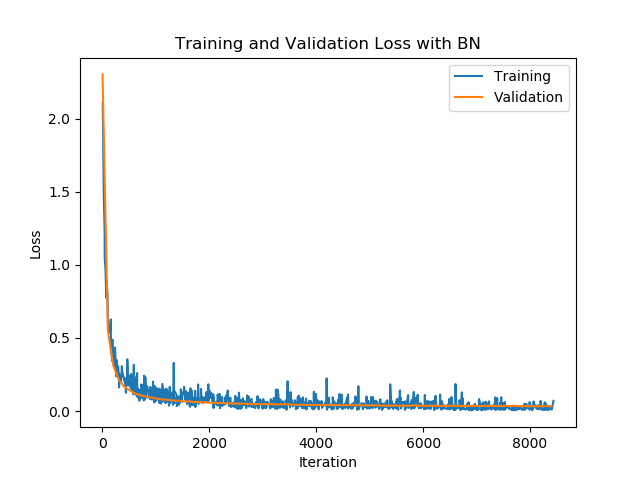 Training and Validation Loss with BN
Training
Validation
Loss
2.0
1.5
1.0
0.5
0.0
0 2000 4000 6000 8000
Iteration